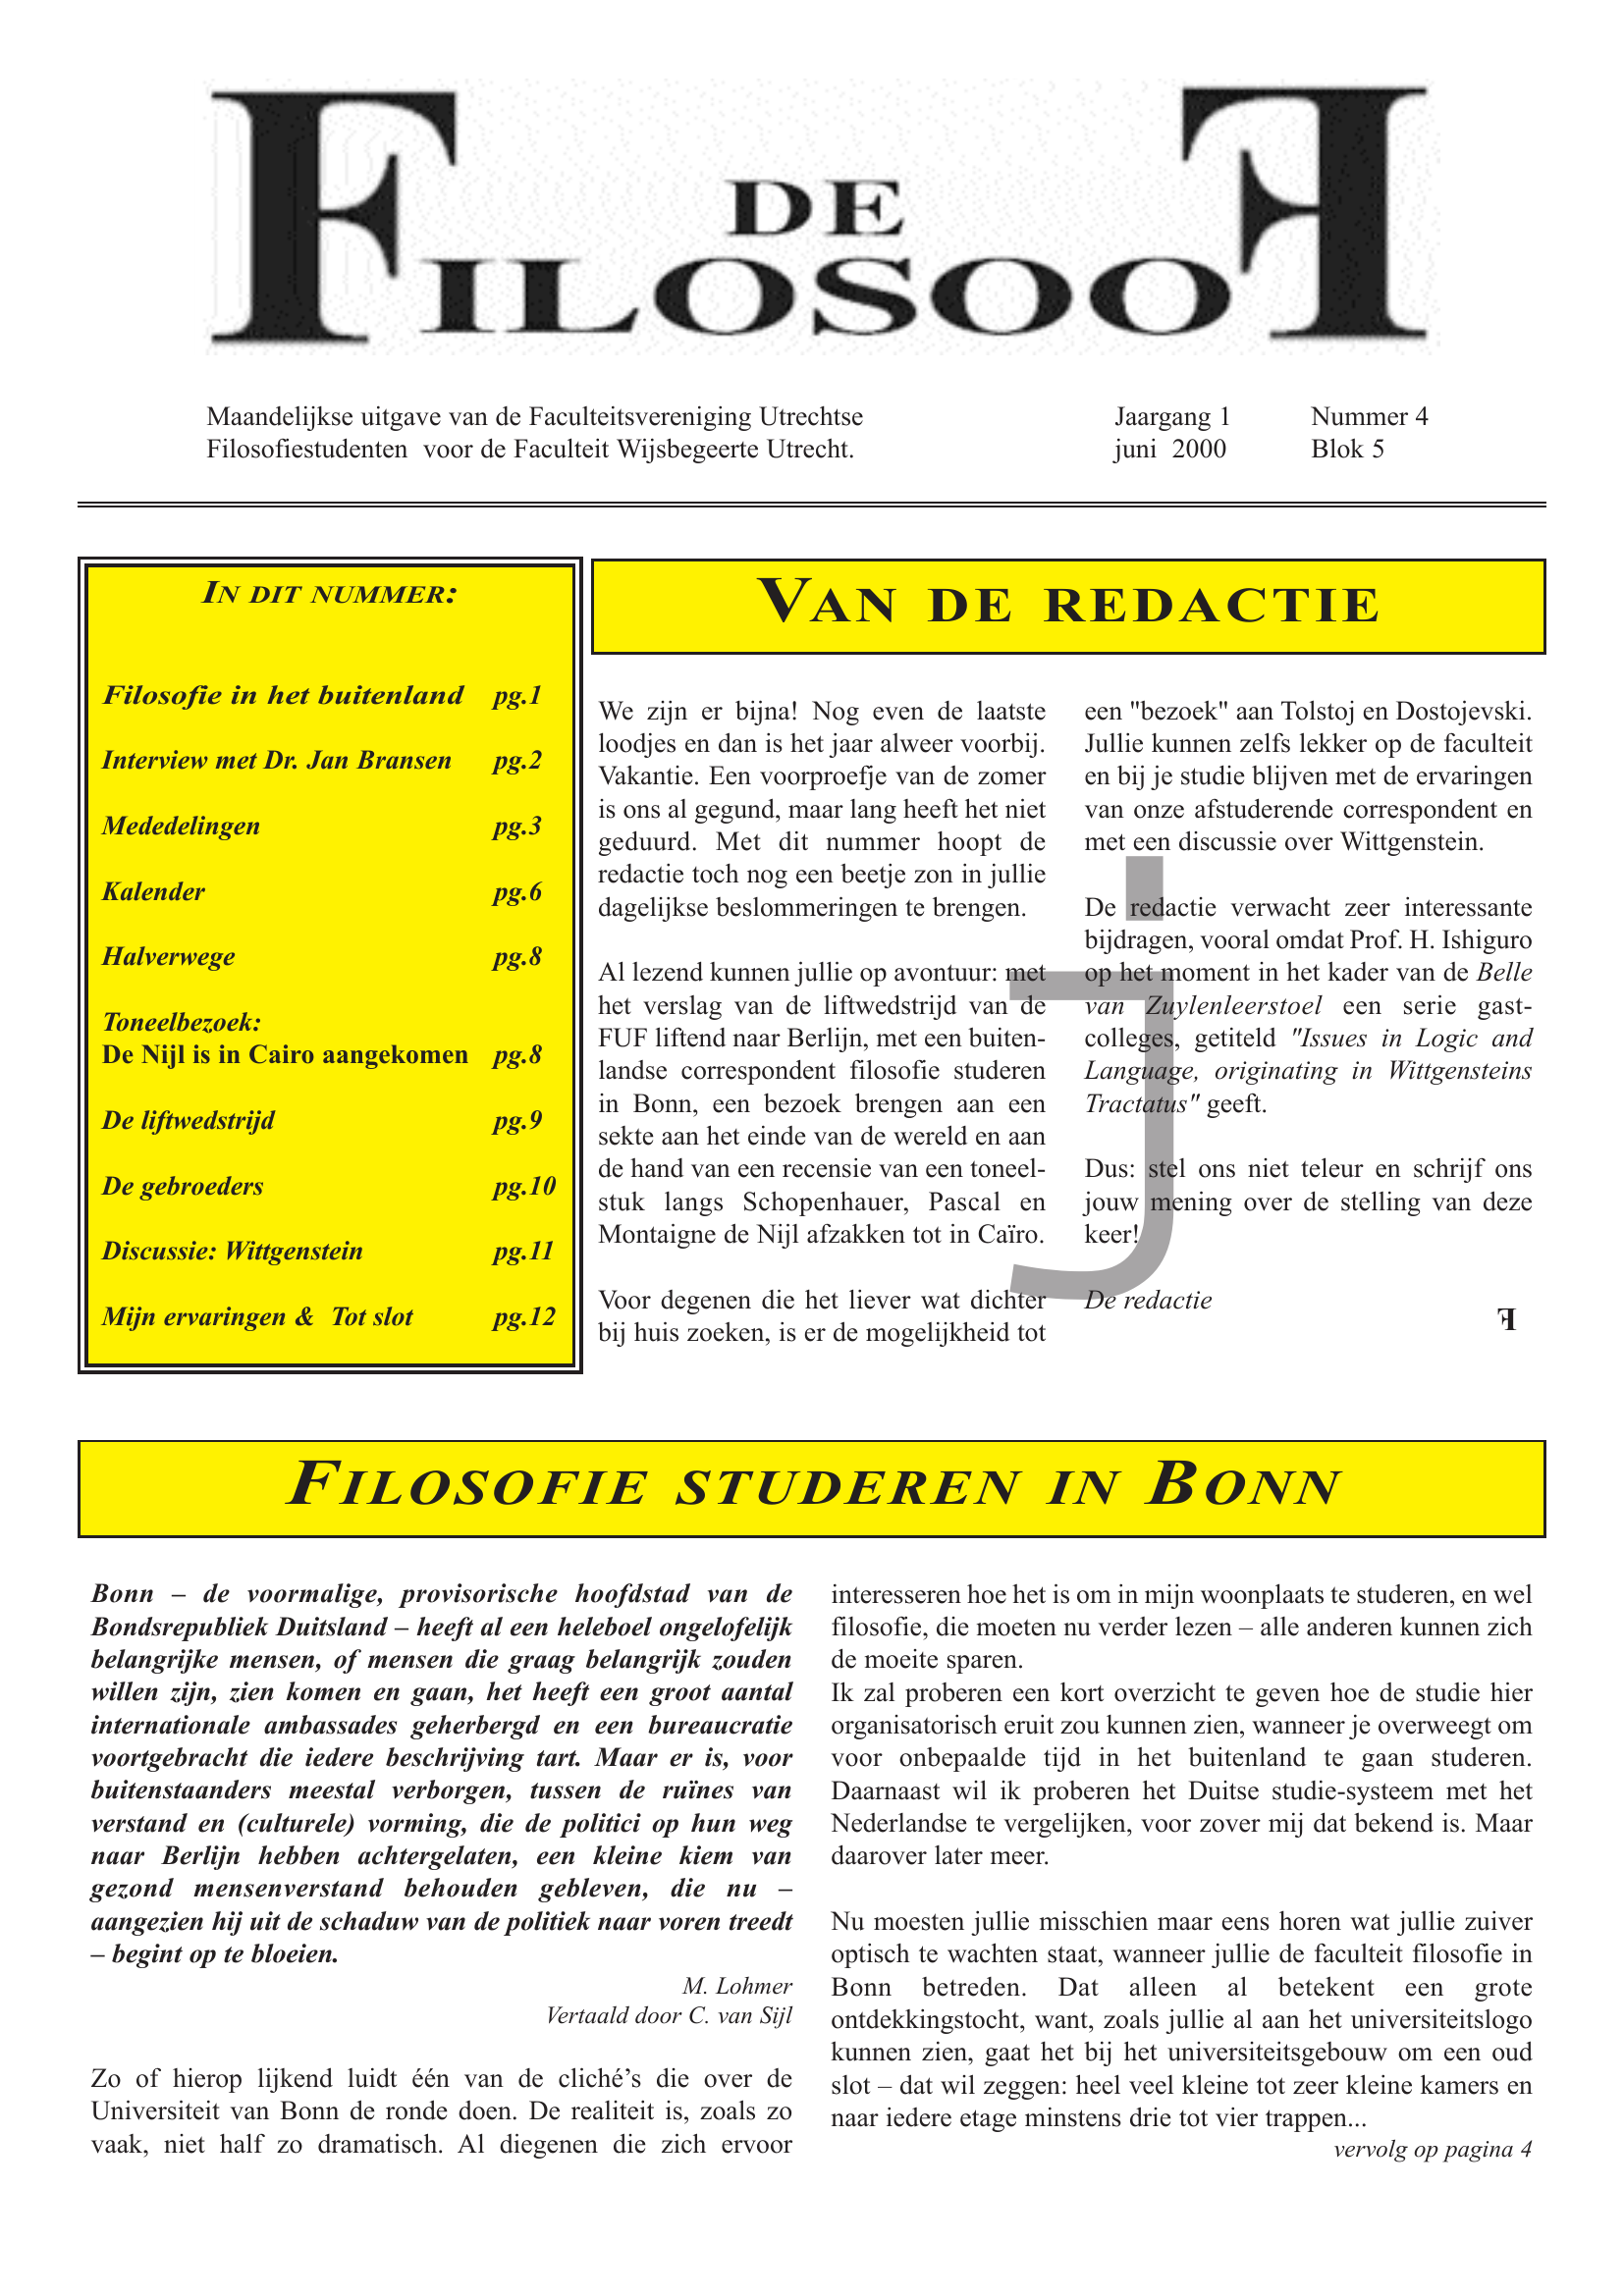 DE
FILOSOOF
Maandelijkse uitgave van de Faculteitsvereniging Utrechtse
Filosofiestudenten voor de Faculteit Wijsbegeerte Utrecht.
Jaargang 1 Nummer 4
juni 2000 Blok 5
IN DIT NUMMER:
Filosofie in het buitenland pg.1
Interview met Dr. Jan Bransen pg.2
Mededelingen pg.3
Kalender pg.6
Halverwege pg.8
Toneelbezoek:
De Nijl is in Cairo aangekomen pg.8
De liftwedstrijd pg.9
De gebroeders pg.10
Discussie: Wittgenstein pg.11
Mijn ervaringen & Tot slot pg.12
VAN DE REDACTIE
We zijn er bijna! Nog even de laatste
loodjes en dan is het jaar alweer voorbij.
Vakantie. Een voorproefje van de zomer
is ons al gegund, maar lang heeft het niet
geduurd. Met dit nummer hoopt de
redactie toch nog een beetje zon in jullie
dagelijkse beslommeringen te brengen.
Al lezend kunnen jullie op avontuur: met
het verslag van de liftwedstrijd van de
FUF liftend naar Berlijn, met een buiten-
landse correspondent filosofie studeren
in Bonn, een bezoek brengen aan een
sekte aan het einde van de wereld en aan
de hand van een recensie van een toneel-
stuk langs Schopenhauer, Pascal en
Montaigne de Nijl afzakken tot in Caïro.
Voor degenen die het liever wat dichter
bij huis zoeken, is er de mogelijkheid tot
een "bezoek" aan Tolstoj en Dostojevski.
Jullie kunnen zelfs lekker op de faculteit
en bij je studie blijven met de ervaringen
van onze afstuderende correspondent en
met een discussie over Wittgenstein.
De redactie verwacht zeer interessante
bijdragen, vooral omdat Prof. H. Ishiguro
op het moment in het kader van de Belle
van Zuylenleerstoel een serie gast-
colleges, getiteld "Issues in Logic and
Language, originating in Wittgensteins
Tractatus" geeft.
Dus: stel ons niet teleur en schrijf ons
jouw mening over de stelling van deze
keer!
De redactie
F
j
FILOSOFIE STUDEREN IN BONN
Bonn – de voormalige, provisorische hoofdstad van de
Bondsrepubliek Duitsland – heeft al een heleboel ongelofelijk
belangrijke mensen, of mensen die graag belangrijk zouden
willen zijn, zien komen en gaan, het heeft een groot aantal
internationale ambassades geherbergd en een bureaucratie
voortgebracht die iedere beschrijving tart. Maar er is, voor
buitenstaanders meestal verborgen, tussen de ruïnes van
verstand en (culturele) vorming, die de politici op hun weg
naar Berlijn hebben achtergelaten, een kleine kiem van
gezond mensenverstand behouden gebleven, die nu –
aangezien hij uit de schaduw van de politiek naar voren treedt
– begint op te bloeien.
M. Lohmer
Vertaald door C. van Sijl
Zo of hierop lijkend luidt één van de cliché’s die over de
Universiteit van Bonn de ronde doen. De realiteit is, zoals zo
vaak, niet half zo dramatisch. Al diegenen die zich ervoor
interesseren hoe het is om in mijn woonplaats te studeren, en wel
filosofie, die moeten nu verder lezen – alle anderen kunnen zich
de moeite sparen.
Ik zal proberen een kort overzicht te geven hoe de studie hier
organisatorisch eruit zou kunnen zien, wanneer je overweegt om
voor onbepaalde tijd in het buitenland te gaan studeren.
Daarnaast wil ik proberen het Duitse studie-systeem met het
Nederlandse te vergelijken, voor zover mij dat bekend is. Maar
daarover later meer.
Nu moesten jullie misschien maar eens horen wat jullie zuiver
optisch te wachten staat, wanneer jullie de faculteit filosofie in
Bonn betreden. Dat alleen al betekent een grote
ontdekkingstocht, want, zoals jullie al aan het universiteitslogo
kunnen zien, gaat het bij het universiteitsgebouw om een oud
slot – dat wil zeggen: heel veel kleine tot zeer kleine kamers en
naar iedere etage minstens drie tot vier trappen...
vervolg op pagina 4